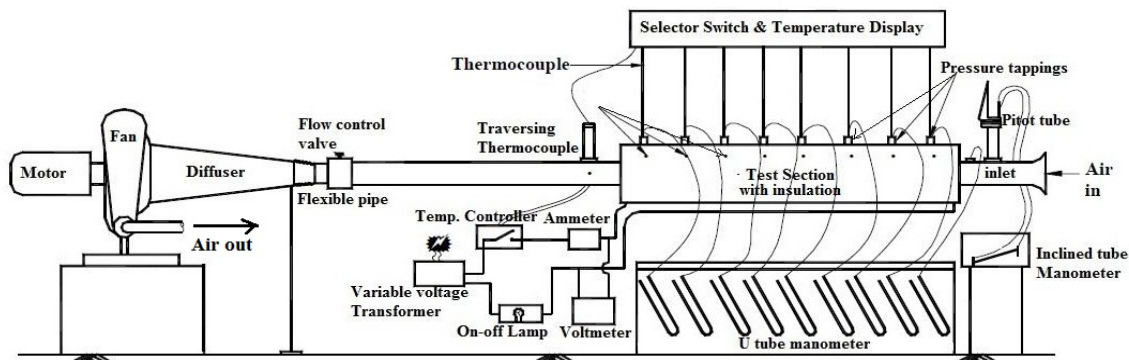 Selector Switch & Temperature Display
Thermocouple
Pressure tappings
Fan
Flow control
valve
Traversing
Thermocouple
Pitot tube
Motor
Diffuser
Test Section
with insulation
inlet
Air
in
Flexible pipe
Air out
Temp. Controller
Ammeter
Inclined tube
Manometer
Variable voltage
Transformer
On-off Lamp
Voltmeter
U tube manometer